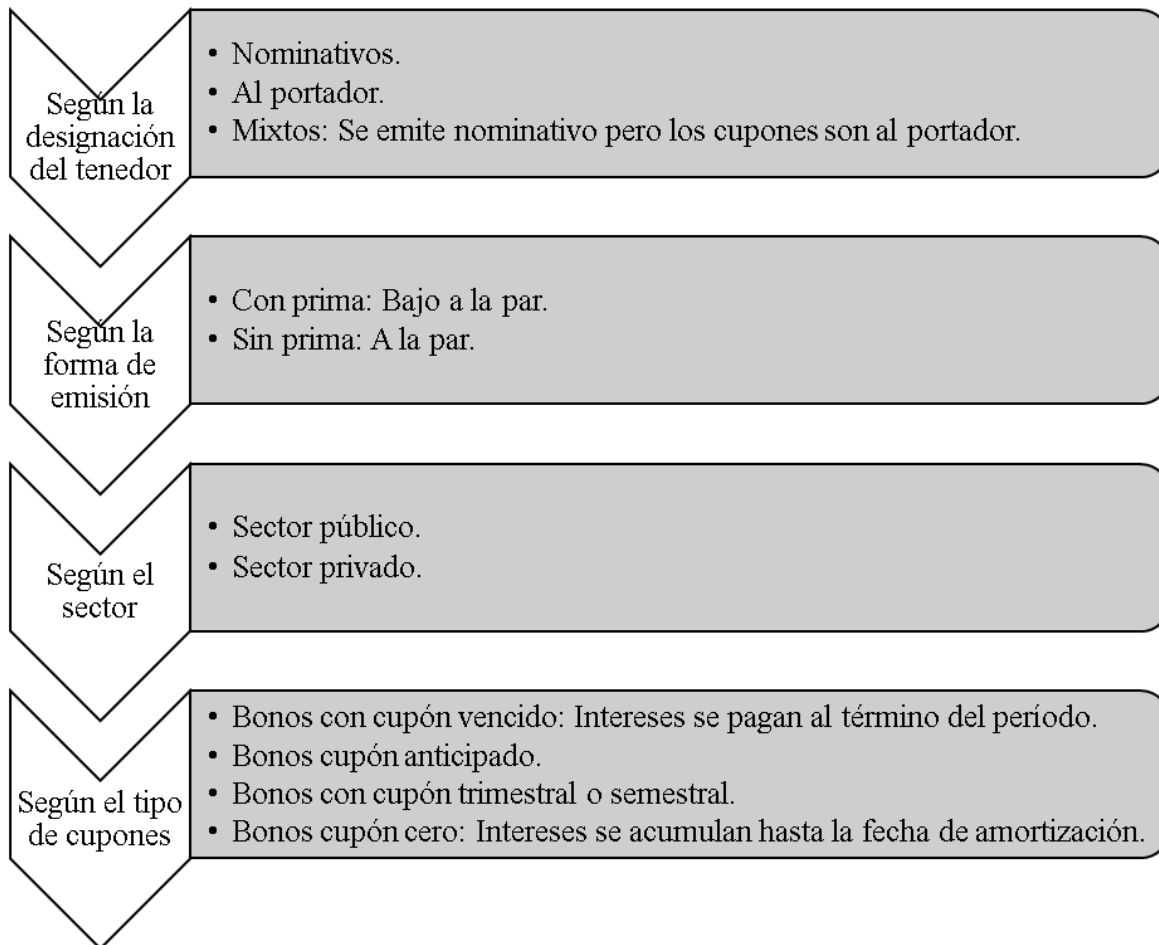 Según la
designación
del tenedor
• Nominativos.
• Al portador.
• Mixtos: Se emite nominativo pero los cupones son al portador.
Según la
forma de
emisión
• Con prima: Bajo a la par.
• Sin prima: A la par.
Según el
sector
• Sector público.
• Sector privado.
Según el tipo
de cupones
• Bonos con cupón vencido: Intereses se pagan al término del período.
• Bonos cupón anticipado.
• Bonos con cupón trimestral o semestral.
• Bonos cupón cero: Intereses se acumulan hasta la fecha de amortización.